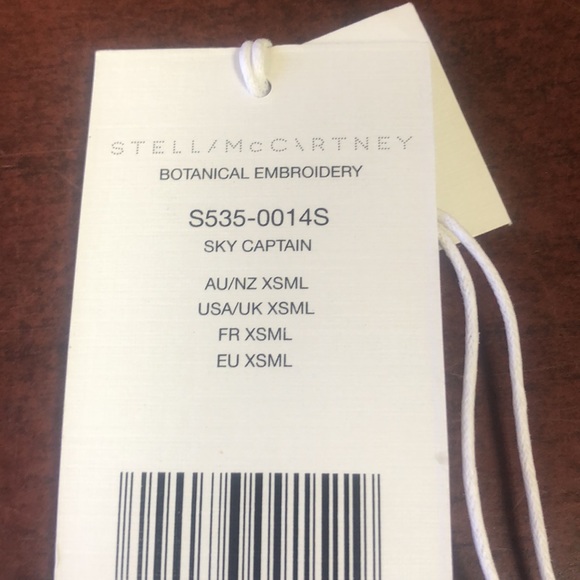 STELLA McCARTNEY
BOTANICAL EMBROIDERY
S535-0014S
SKY CAPTAIN
AU/NZ XSML
USA/UK XSML
FR XSML
EU XSML